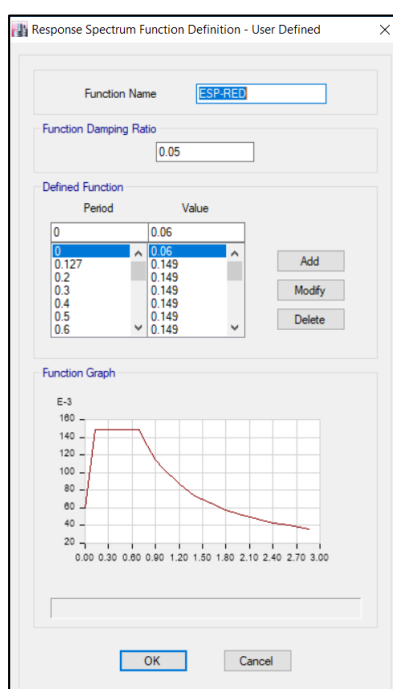 Response Spectrum Function Definition - User Defined
Function Name ESP-RED
Function Damping Ratio
0.05
Defined Function
Period Value
0 0.06
0 0.06
0.127 0.149
0.2 0.149
0.3 0.149
0.4 0.149
0.5 0.149
0.6 0.149
Add
Modify
Delete
Function Graph
E-3
160
140
120
100
80
60
40
20
0.00 0.30 0.60 0.90 1.20 1.50 1.80 2.10 2.40 2.70 3.00
OK Cancel